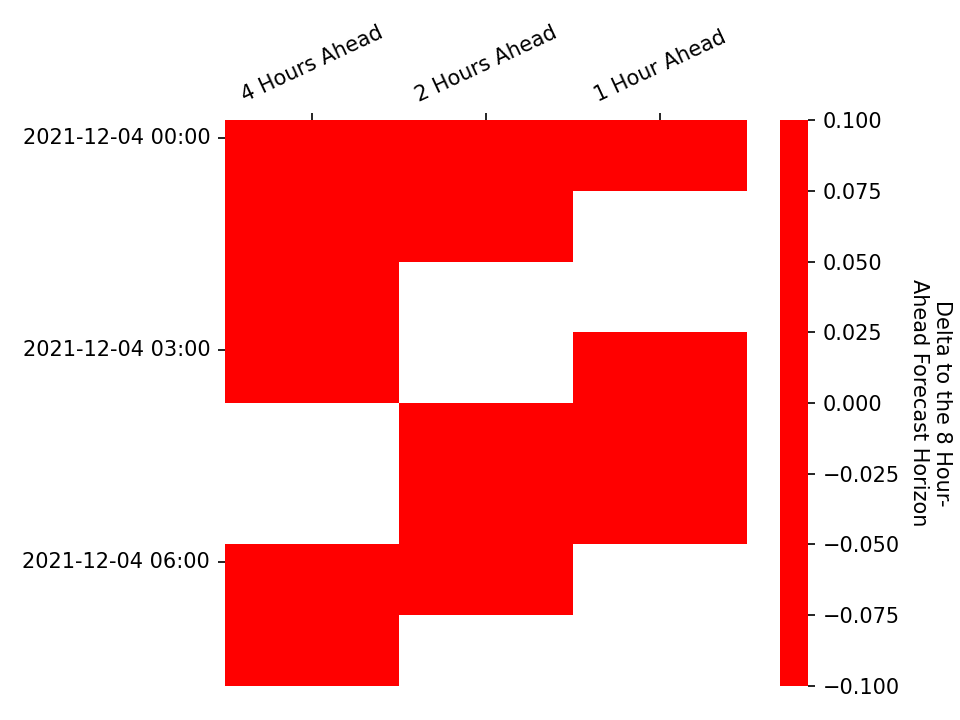 4 Hours Ahead
2 Hours Ahead
1 Hour Ahead
2021-12-04 00:00
2021-12-04 03:00
2021-12-04 06:00
0.100
0.075
0.050
0.025
0.000
−0.025
−0.050
−0.075
−0.100
Delta to the 8 Hour-
Ahead Forecast Horizon